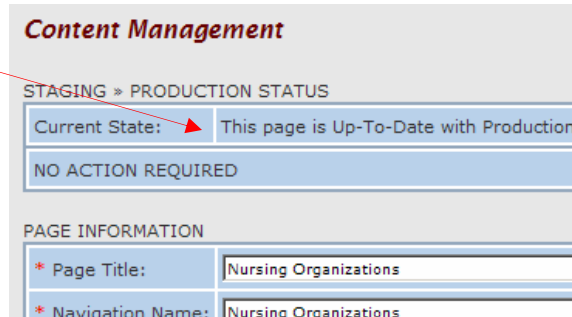 Content Management
STAGING » PRODUCTION STATUS
Current State: This page is Up-To-Date with Production
NO ACTION REQUIRED
PAGE INFORMATION
* Page Title: Nursing Organizations
* Navigation Name: Nursing Organizations